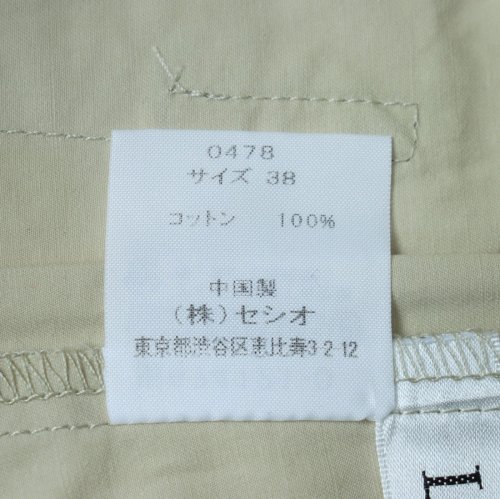 0478
サイズ 38
コットン 100%
中国製
(株)セシオ
東京都渋谷区恵比寿3-2-12